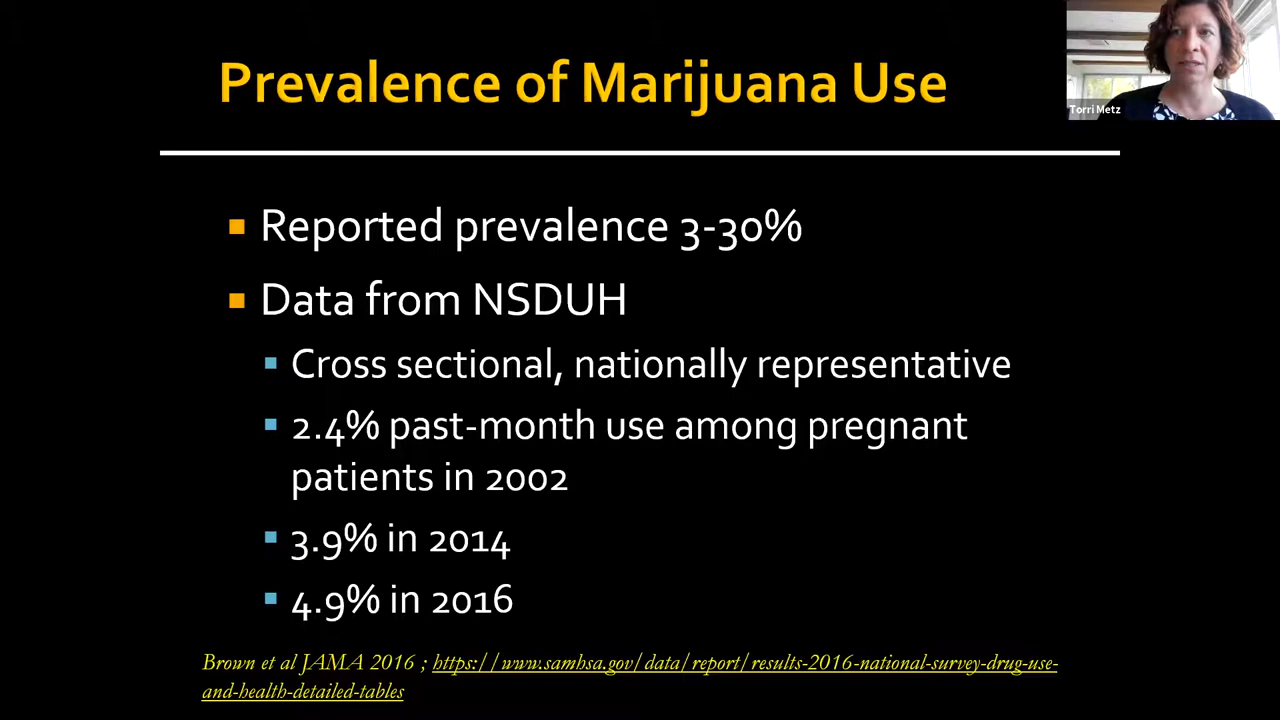 Prevalence of Marijuana Use
Torri Metz
Reported prevalence 3-30%
Data from NSDUH
Cross sectional, nationally representative
2.4% past-month use among pregnant
patients in 2002
3.9% in 2014
4.9% in 2016
Brown et al JAMA 2016 ; https://www.samhsa.gov/data/report/results-2016-national-survey-drug-use-
and-health-detailed-tables